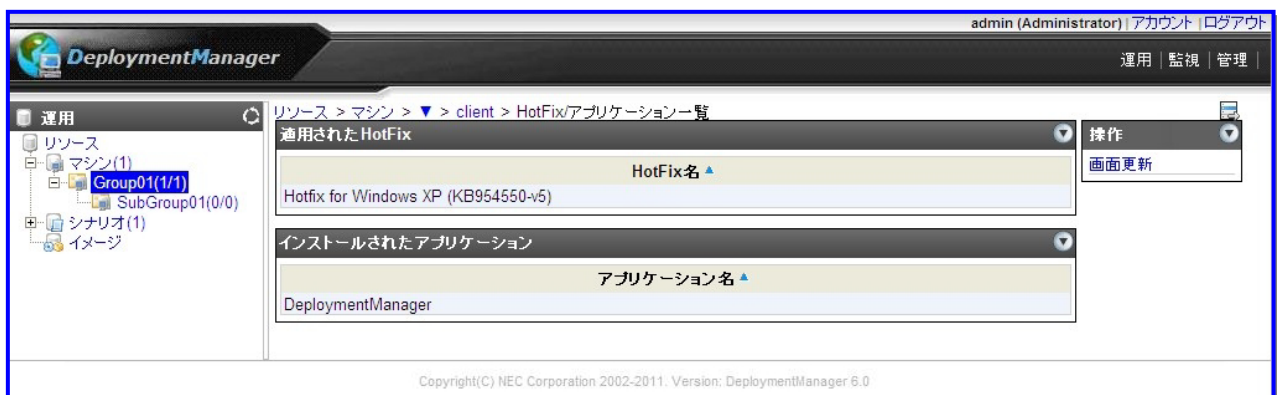 admin (Administrator) | アカウント | ログアウト
DeploymentManager
運用 | 監視 | 管理 |
運用
リソース
マシン(1)
Group01(1/1)
SubGroup01(0/0)
シナリオ(1)
イメージ
リソース > マシン > ▼ > client > HotFix/アプリケーション一覧
適用されたHotFix
HotFix名 ▲
Hotfix for Windows XP (KB954550-v5)
インストールされたアプリケーション
アプリケーション名 ▲
DeploymentManager
操作
画面更新
Copyright(C) NEC Corporation 2002-2011. Version: DeploymentManager 6.0